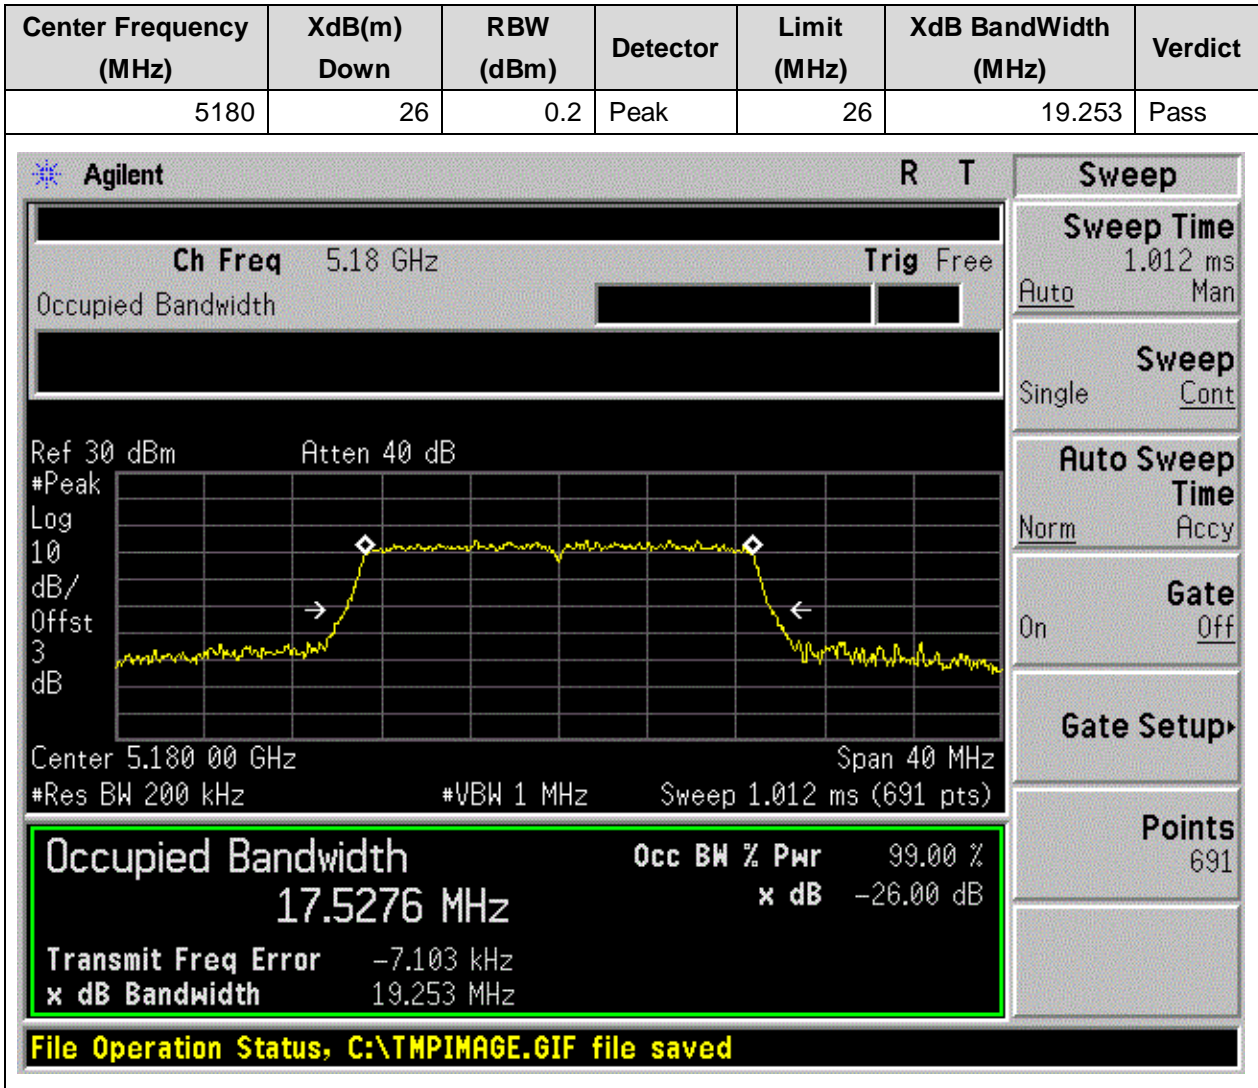 Center Frequency (MHz) XdB(m) Down RBW (dBm) Detector Limit (MHz) XdB BandWidth (MHz) Verdict
5180 26 0.2 Peak 26 19.253 Pass
Agilent R T
Ch Freq 5.18 GHz Trig Free
Occupied Bandwidth
Ref 30 dBm Atten 40 dB
#Peak
Log
10
dB/
Offst
3
dB
Center 5.180 00 GHz Span 40 MHz
#Res BW 200 kHz #VBW 1 MHz Sweep 1.012 ms (691 pts)
Occupied Bandwidth
17.5276 MHz
Occ BW % Pwr 99.00 %
x dB -26.00 dB
Transmit Freq Error -7.103 kHz
x dB Bandwidth 19.253 MHz
File Operation Status, C:\TMPIMAGE.GIF file saved
Sweep
Sweep Time
1.012 ms
Auto Man
Sweep
Single Cont
Auto Sweep
Time
Norm Accy
Gate
On Off
Gate Setup
Points
691